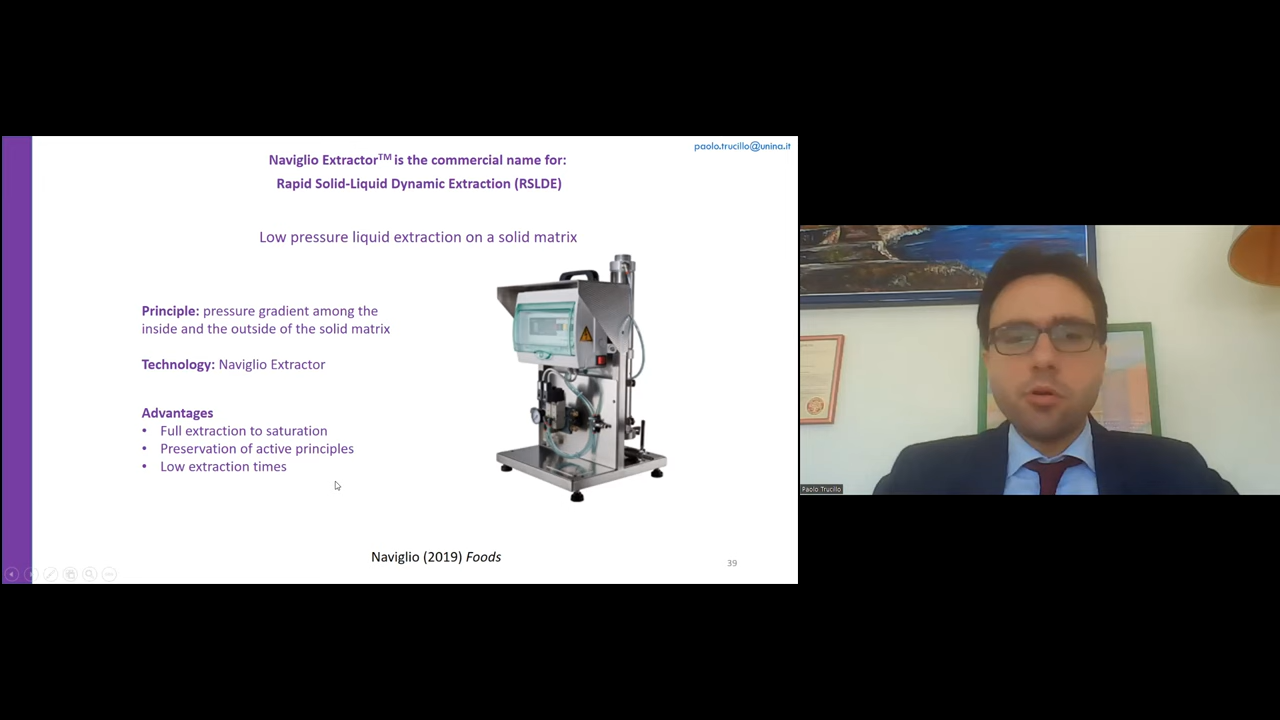 paolo.trucillo@unina.it
Naviglio Extractor™ is the commercial name for:
Rapid Solid-Liquid Dynamic Extraction (RSLDE)
Low pressure liquid extraction on a solid matrix
Principle: pressure gradient among the
inside and the outside of the solid matrix
Technology: Naviglio Extractor
Advantages
• Full extraction to saturation
• Preservation of active principles
• Low extraction times
Naviglio (2019) Foods
39
Paolo Trucillo